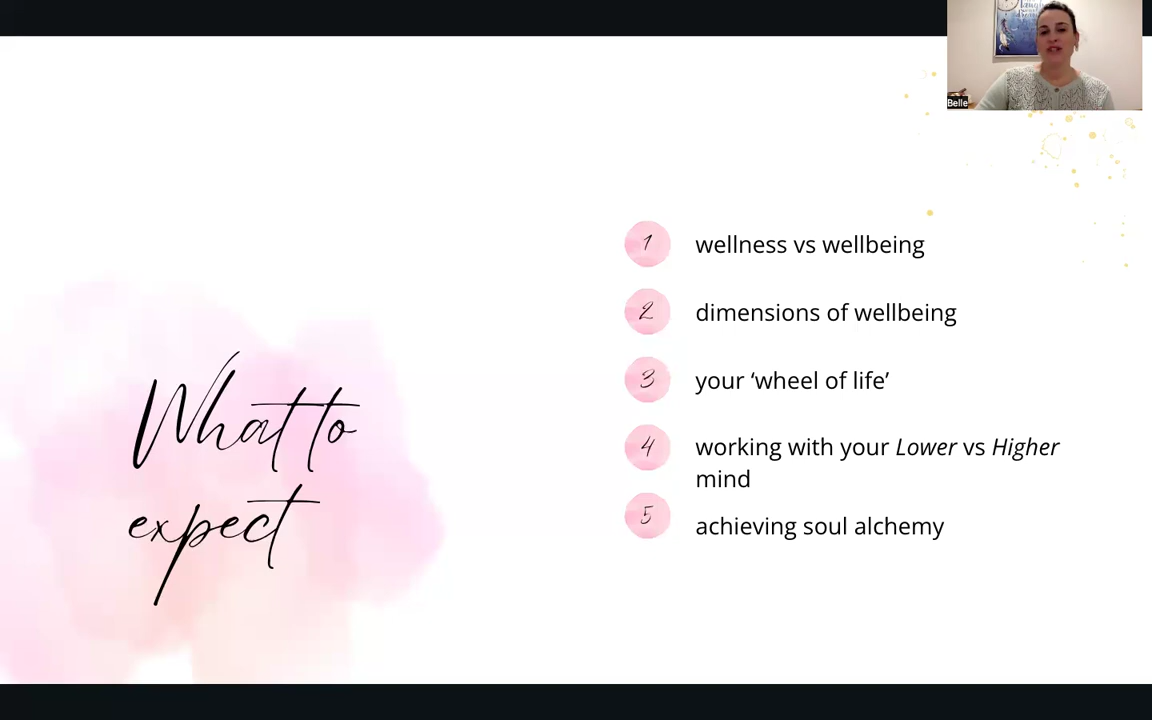 Belle
What to
expect
1 wellness vs wellbeing
2 dimensions of wellbeing
3 your ‘wheel of life’
4 working with your Lower vs Higher
mind
5 achieving soul alchemy